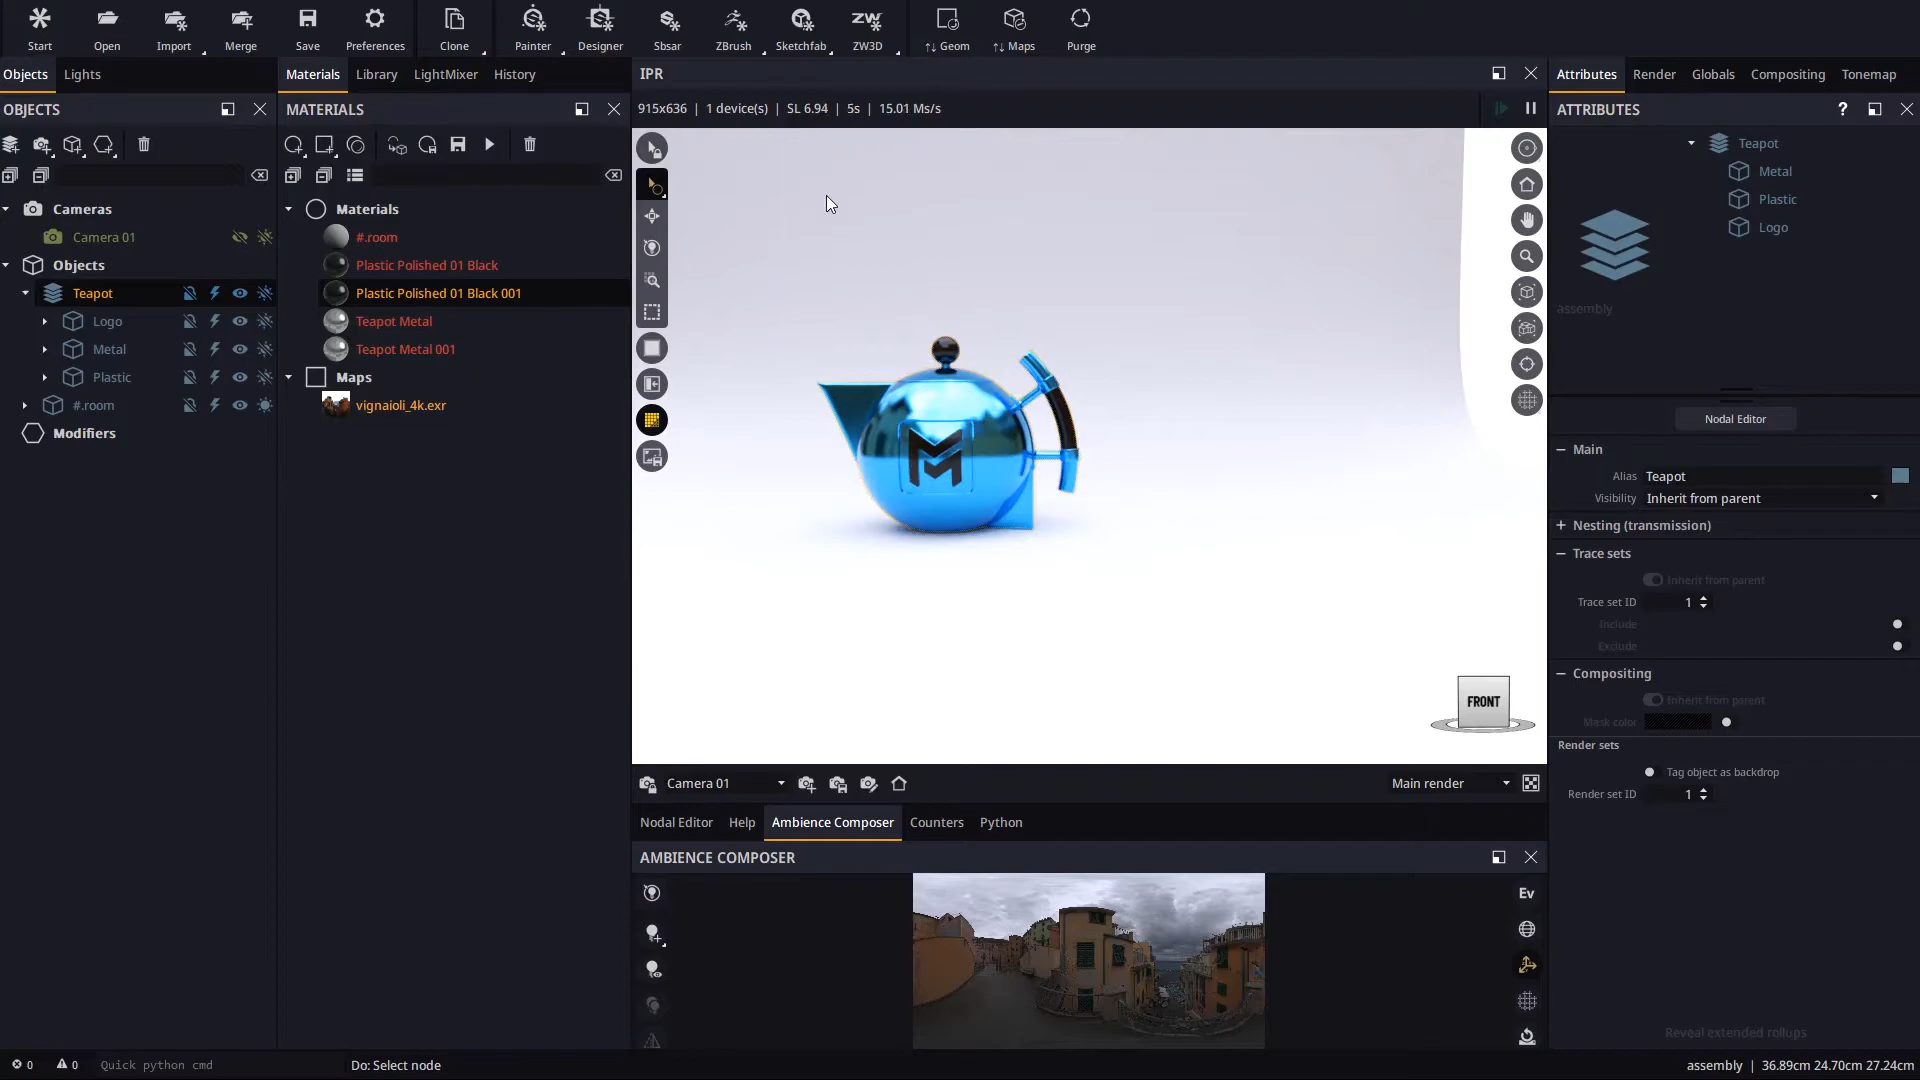 Start
Open
Import
Merge
Save
Preferences
Clone
Painter
Designer
Sbsar
ZBrush
Sketchfab
ZW
ZW3D
↑↓ Geom
↑↓ Maps
Purge
Objects
Lights
Materials
Library
LightMixer
History
IPR
Attributes
Render
Globals
Compositing
Tonemap
OBJECTS
MATERIALS
915x636 | 1 device(s) | SL 6.94 | 5s | 15.01 Ms/s
ATTRIBUTES
?
Cameras
Camera 01
Objects
Teapot
Logo
Metal
Plastic
#.room
Modifiers
Materials
#.room
Plastic Polished 01 Black
Plastic Polished 01 Black 001
Teapot Metal
Teapot Metal 001
Maps
vignaioli_4k.exr
M
FRONT
Teapot
Metal
Plastic
Logo
assembly
Nodal Editor
Main
Alias Teapot
Visibility Inherit from parent
Nesting (transmission)
Trace sets
Inherit from parent
Trace set ID 1
Include
Exclude
Compositing
Inherit from parent
Mask color
Render sets
Tag object as backdrop
Render set ID 1
Reveal extended rollups
Camera 01
Main render
Nodal Editor
Help
Ambience Composer
Counters
Python
AMBIENCE COMPOSER
Ev
0
0
Quick python cmd
Do: Select node
assembly | 36.89cm 24.70cm 27.24cm